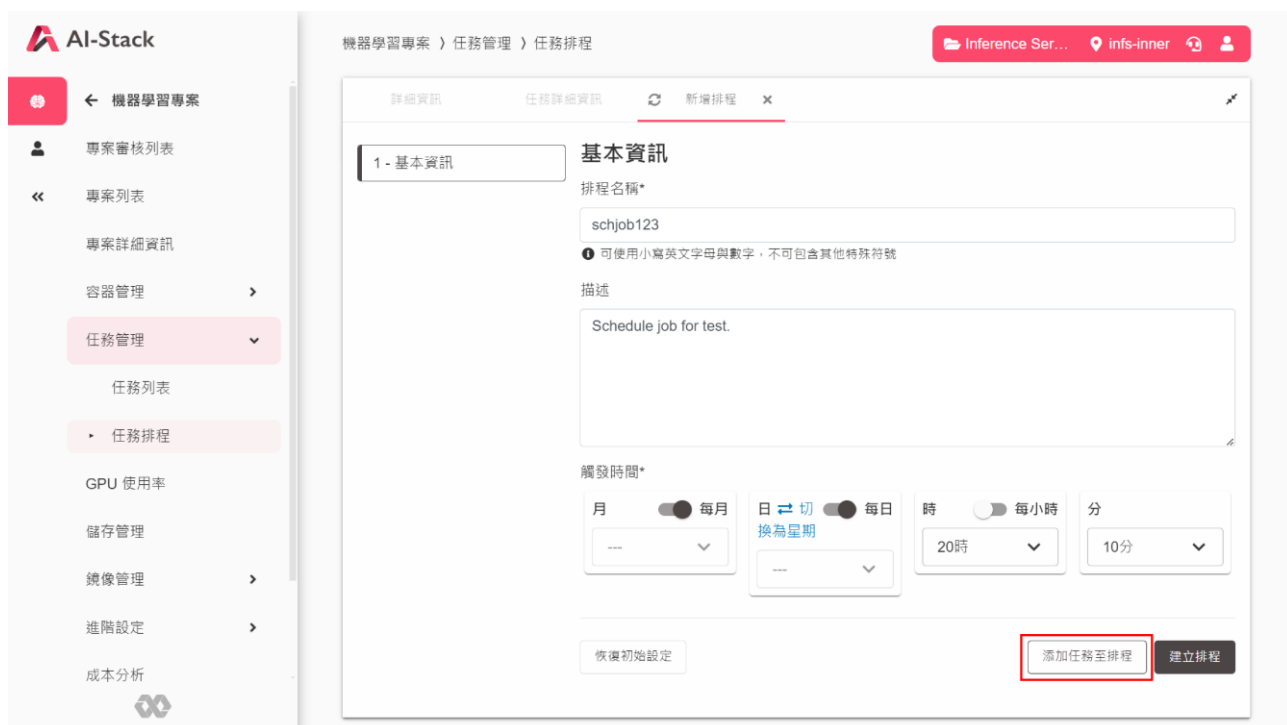 AI-Stack
機器學習專案 ❭ 任務管理 ❭ 任務排程
Inference Ser...
infs-inner
機器學習專案
專案審核列表
專案列表
專案詳細資訊
容器管理
任務管理
任務列表
任務排程
GPU 使用率
儲存管理
鏡像管理
進階設定
成本分析
詳細資訊
任務詳細資訊
新增排程
1 - 基本資訊
基本資訊
排程名稱*
schjob123
可使用小寫英文字母與數字，不可包含其他特殊符號
描述
Schedule job for test.
觸發時間*
月 每月
---
日 切 每日
換為星期
---
時 每小時
20時
分
10分
恢復初始設定
添加任務至排程
建立排程